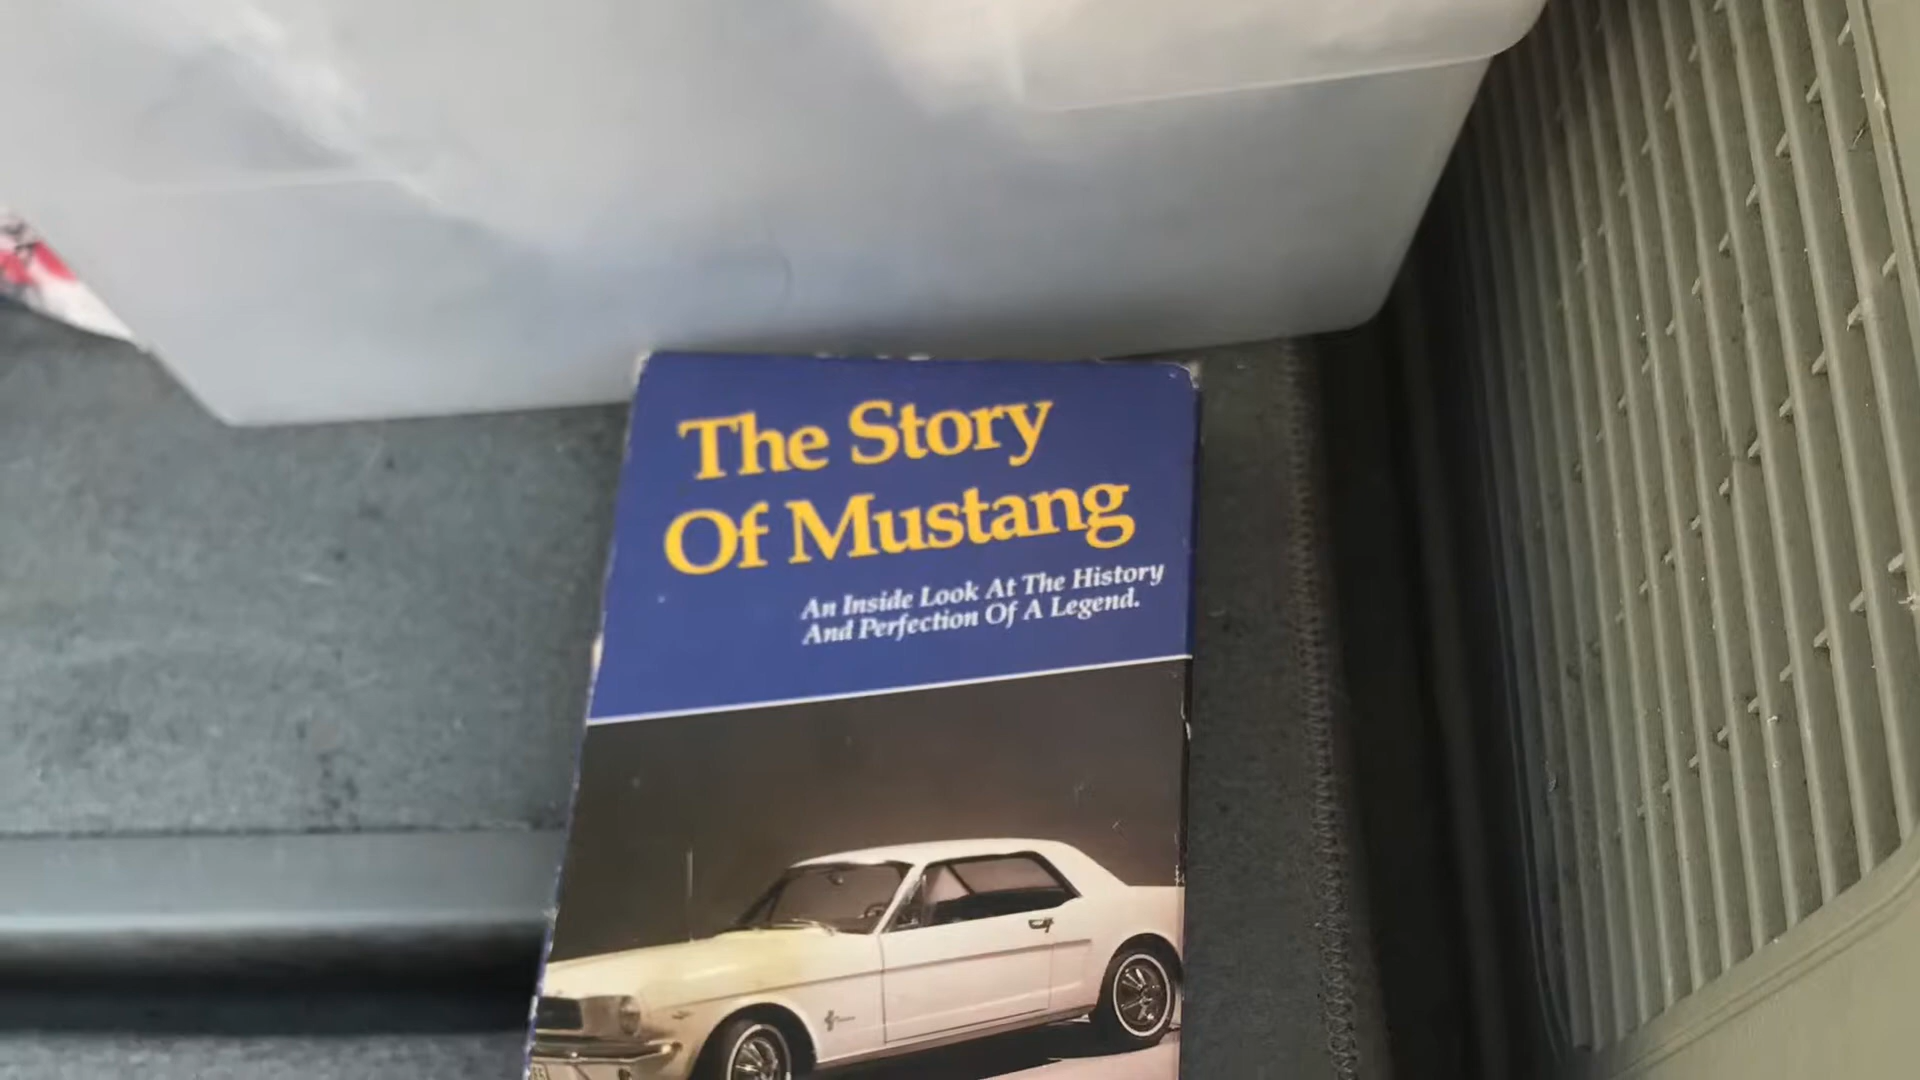 The Story
Of Mustang
An Inside Look At The History
And Perfection Of A Legend.